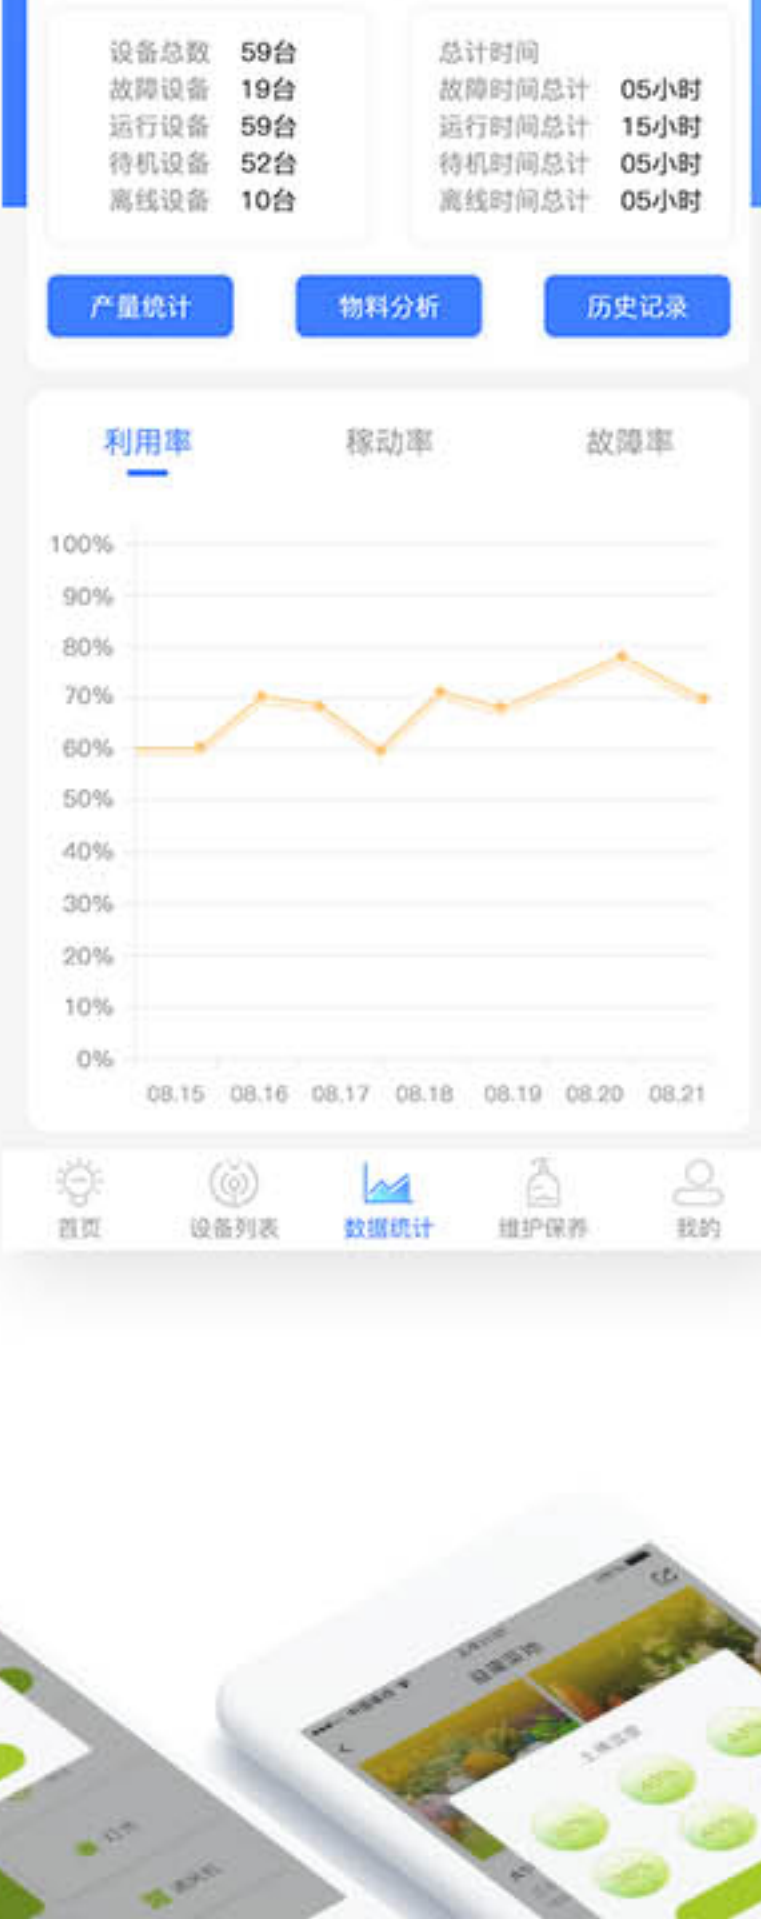 设备总数 59台
故障设备 19台
运行设备 59台
待机设备 52台
离线设备 10台
总计时间
故障时间总计 05小时
运行时间总计 15小时
待机时间总计 05小时
离线时间总计 05小时
产量统计 物料分析 历史记录
利用率 稼动率 故障率
100%
90%
80%
70%
60%
50%
40%
30%
20%
10%
0%
08.15 08.16 08.17 08.18 08.19 08.20 08.21
首页 设备列表 数据统计 维护保养 我的
土壤湿度